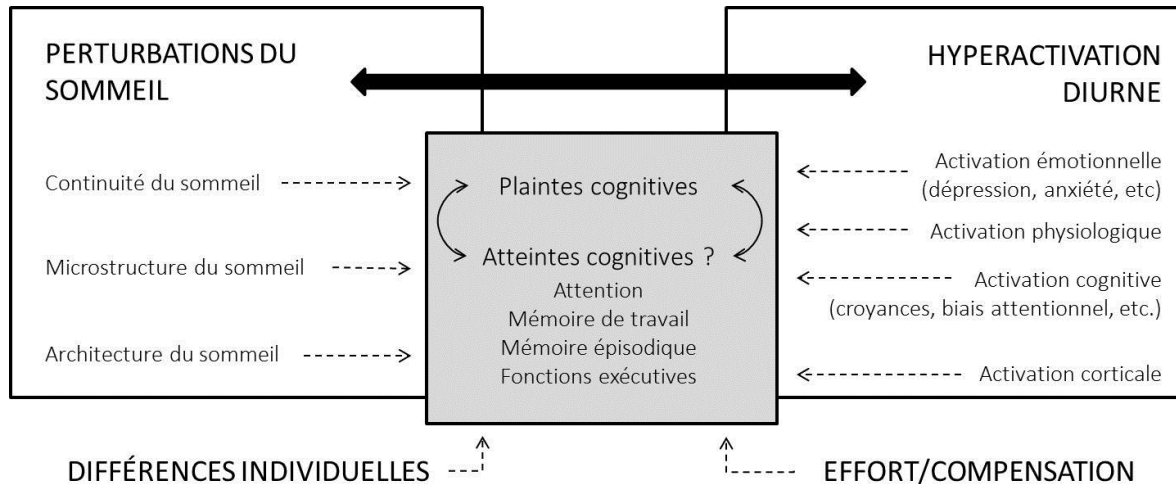 PERTURBATIONS DU
SOMMEIL
HYPERACTIVATION
DIURNE
Continuité du sommeil
Microstructure du sommeil
Architecture du sommeil
Plaintes cognitives
Atteintes cognitives ?
Attention
Mémoire de travail
Mémoire épisodique
Fonctions exécutives
Activation émotionnelle
(dépression, anxiété, etc)
Activation physiologique
Activation cognitive
(croyances, biais attentionnel, etc.)
Activation corticale
DIFFÉRENCES INDIVIDUELLES
EFFORT/COMPENSATION